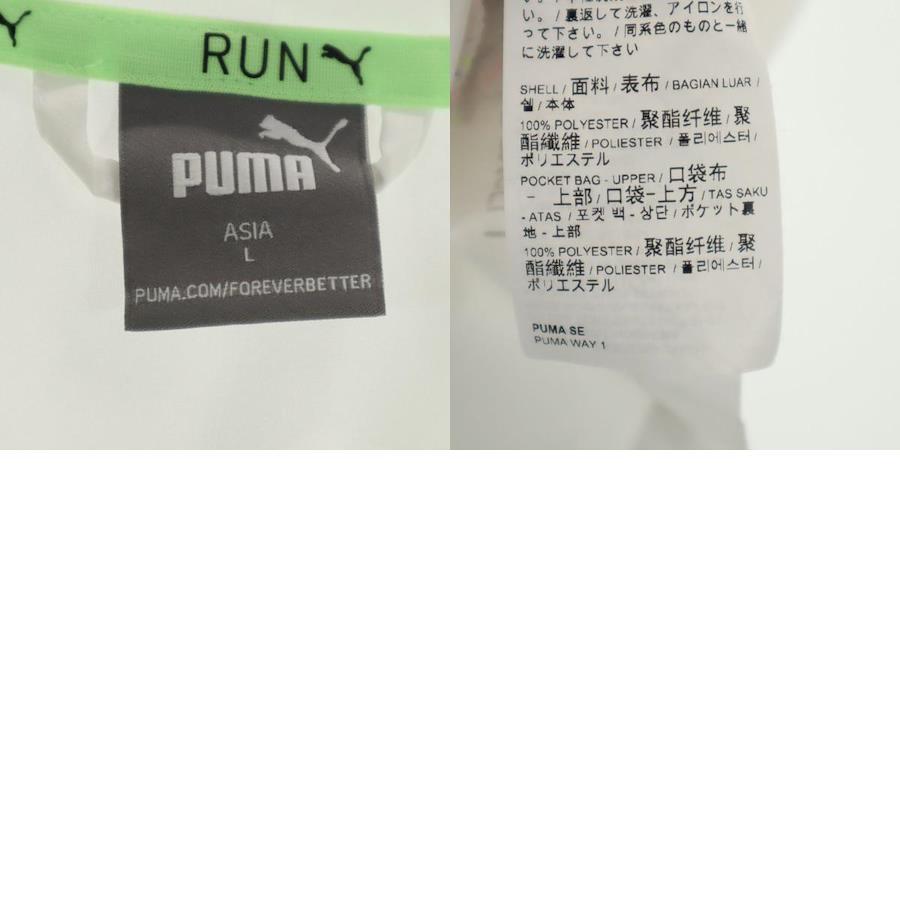 RUN
PUMA
ASIA
L
PUMA.COM/FOREVERBETTER
い。/裏返して洗濯、アイロンを行
って下さい。/同系色のものと一緒
に洗濯して下さい
SHELL / 面料 / 表布 / BAGIAN LUAR /
쉘 / 本体
100% POLYESTER / 聚酯纤维 / 聚
酯纖維 / POLIESTER / 폴리에스터 /
ポリエステル
POCKET BAG - UPPER / 口袋布
- 上部 / 口袋-上方 / TAS SAKU
- ATAS / 포켓 백 - 상단 / ポケット裏
地 - 上部
100% POLYESTER / 聚酯纤维 / 聚
酯纖維 / POLIESTER / 폴리에스터 /
ポリエステル
PUMA SE
PUMA WAY 1